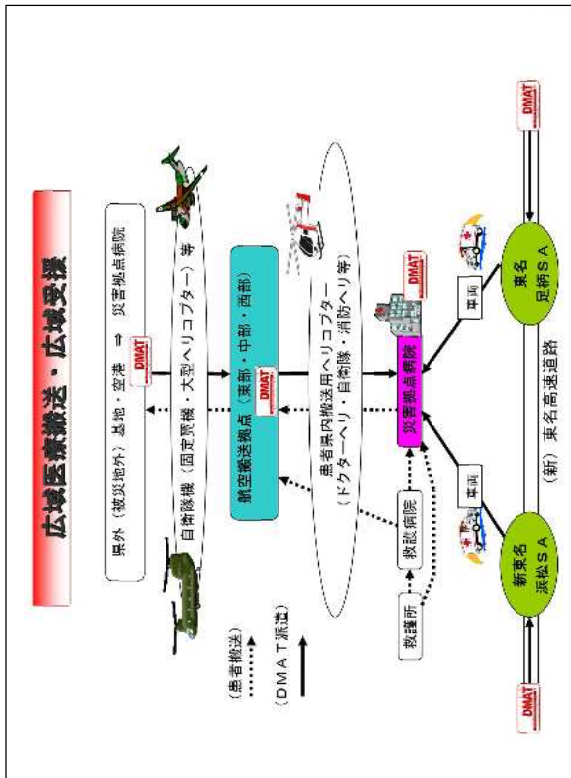 広域医療搬送・広域受援
県外(被災地外)基地・空港 ⇒ 災害拠点病院
DMAT
自衛隊機(固定翼機・大型ヘリコプター)等
航空搬送拠点(東部・中部・西部)
DMAT
患者県内搬送用ヘリコプター
(ドクターヘリ・自衛隊・消防ヘリ等)
(患者搬送)
(DMAT派遣)
救護所
救護病院
災害拠点病院
DMAT
車両
車両
新東名
浜松SA
東名
足柄SA
DMAT
DMAT
(新)東名高速道路